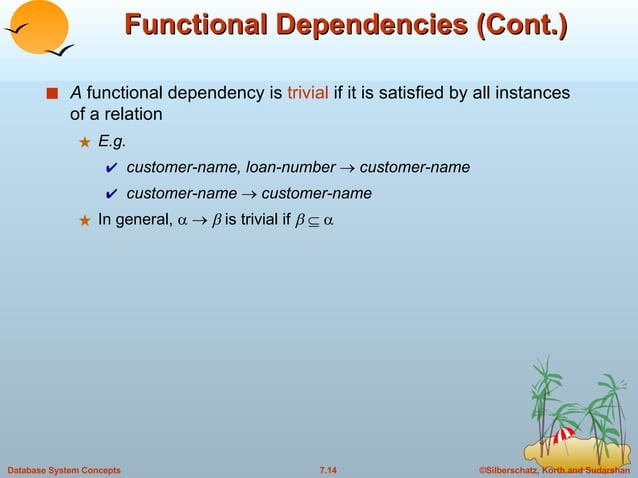 Functional Dependencies (Cont.)
A functional dependency is trivial if it is satisfied by all instances
of a relation
E.g.
customer-name, loan-number → customer-name
customer-name → customer-name
In general, α → β is trivial if β ⊆ α
Database System Concepts
7.14
©Silberschatz, Korth and Sudarshan